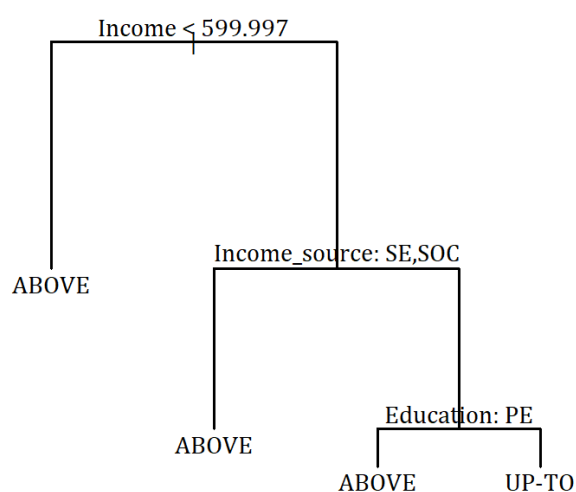 Income < 599.997
Income_source: SE,SOC
ABOVE
Education: PE
ABOVE
ABOVE
UP-TO